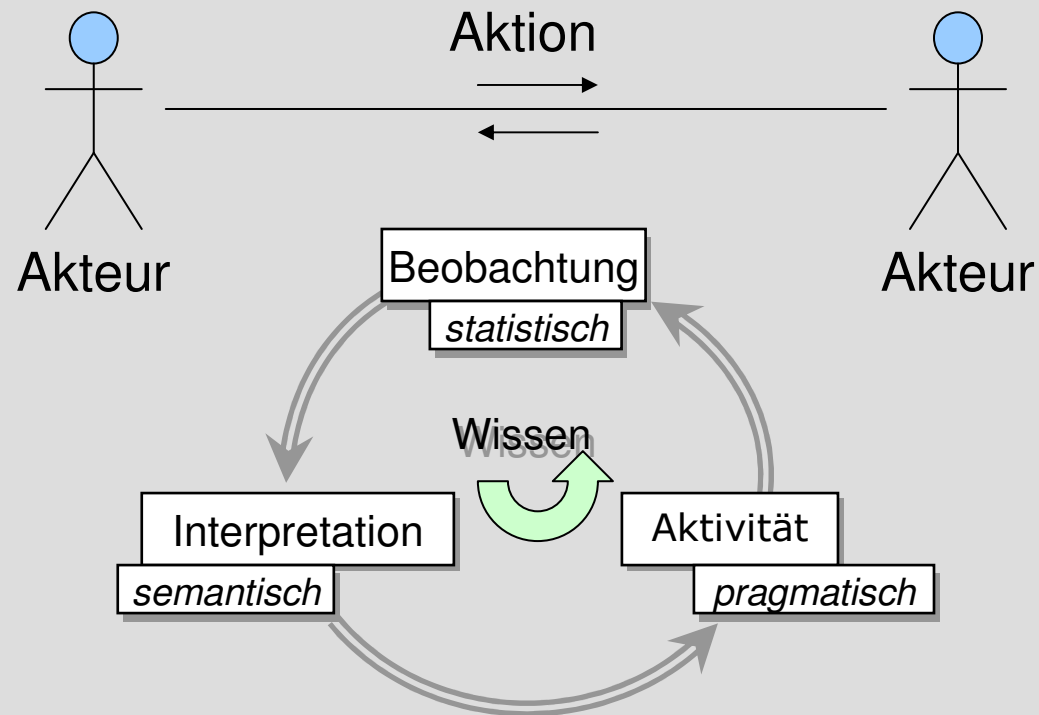 Aktion
Akteur
Akteur
Beobachtung
statistisch
Wissen
Interpretation
semantisch
Aktivität
pragmatisch